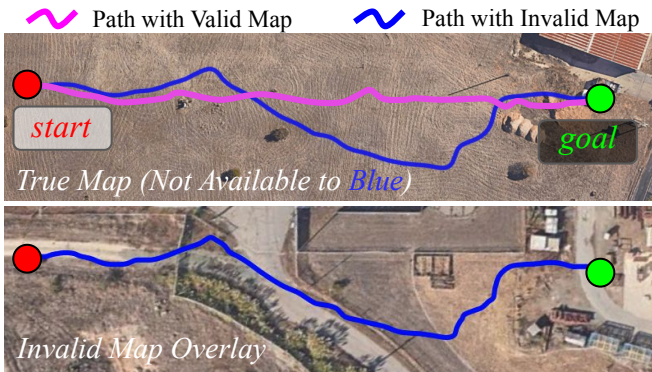 Path with Valid Map
Path with Invalid Map
start
goal
True Map (Not Available to Blue)
Invalid Map Overlay